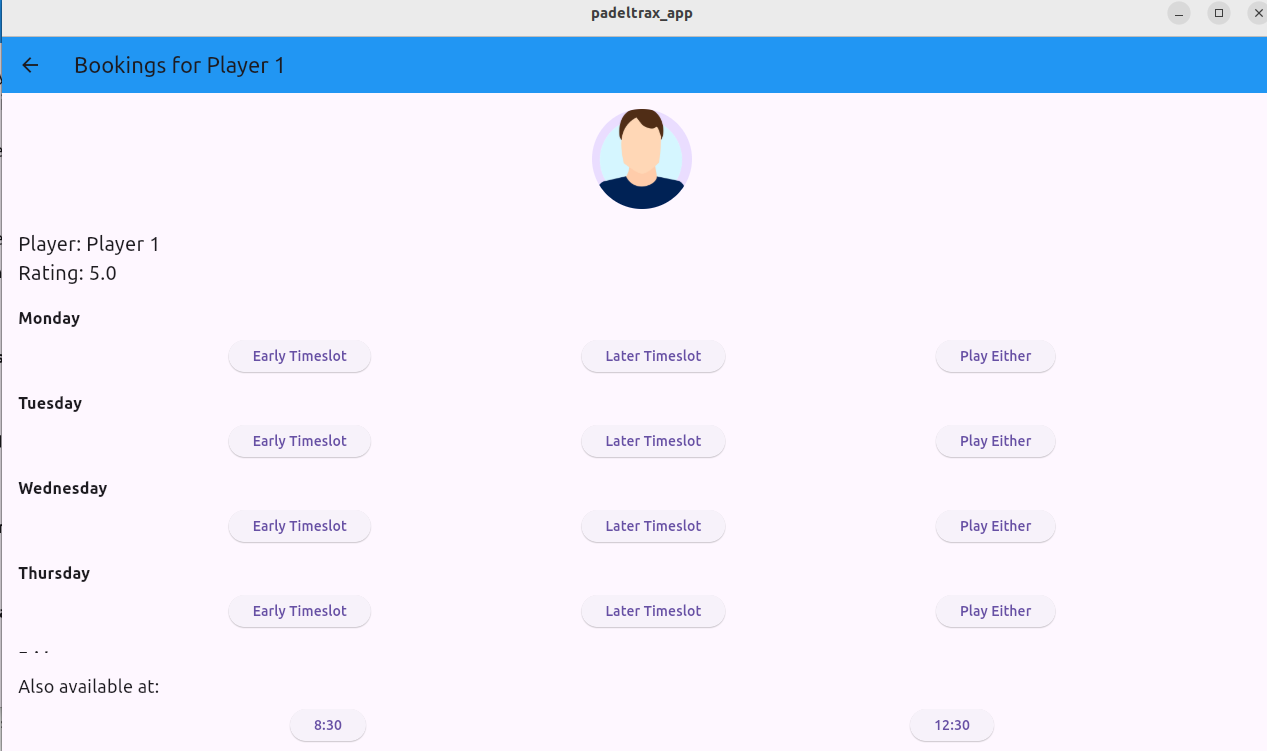 padeltrax_app
Bookings for Player 1
Player: Player 1
Rating: 5.0
Monday
Early Timeslot Later Timeslot Play Either
Tuesday
Early Timeslot Later Timeslot Play Either
Wednesday
Early Timeslot Later Timeslot Play Either
Thursday
Early Timeslot Later Timeslot Play Either
Also available at:
8:30 12:30